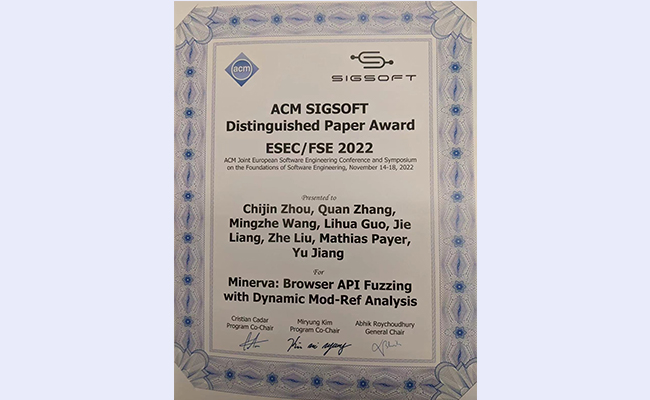 acm
SIGSOFT
ACM SIGSOFT
Distinguished Paper Award
ESEC/FSE 2022
ACM Joint European Software Engineering Conference and Symposium
on the Foundations of Software Engineering, November 14-18, 2022
Presented to
Chijin Zhou, Quan Zhang,
Mingzhe Wang, Lihua Guo, Jie
Liang, Zhe Liu, Mathias Payer,
Yu Jiang
For
Minerva: Browser API Fuzzing
with Dynamic Mod-Ref Analysis
Cristian Cadar Miryung Kim Abhik Roychoudhury
Program Co-Chair Program Co-Chair General Chair